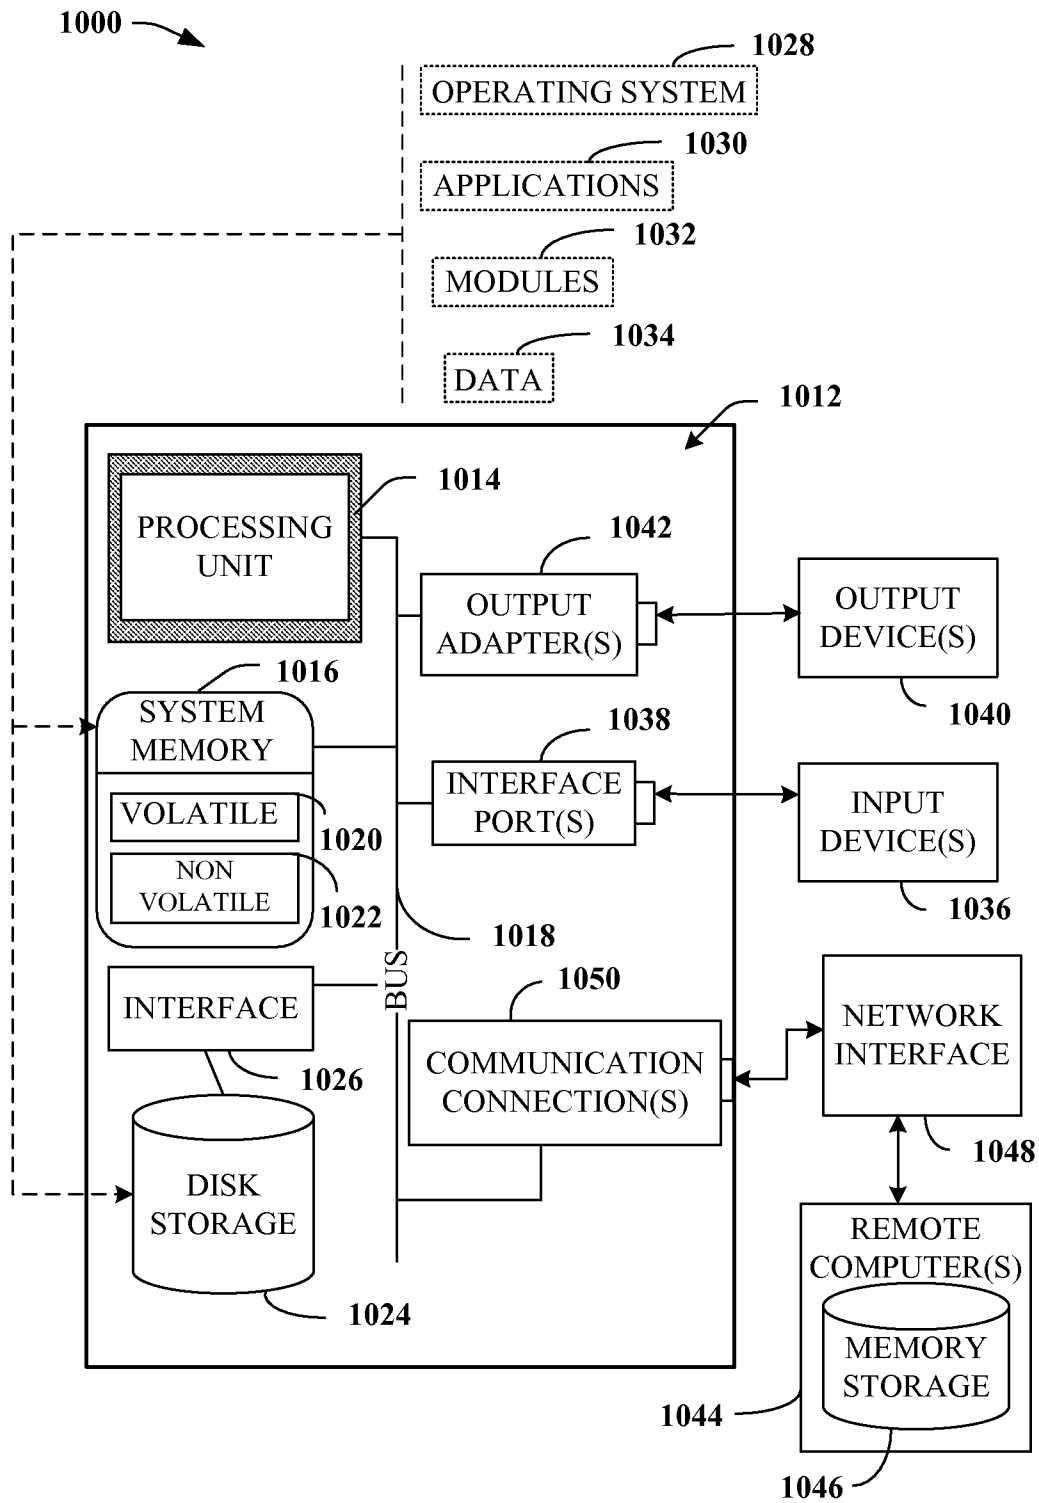 1000
1028
OPERATING SYSTEM
1030
APPLICATIONS
1032
MODULES
1034
DATA
1012
1014
PROCESSING
UNIT
1042
OUTPUT
ADAPTER(S)
OUTPUT
DEVICE(S)
1040
1016
SYSTEM
MEMORY
1038
INTERFACE
PORT(S)
INPUT
DEVICE(S)
1036
VOLATILE
1020
NON
VOLATILE
1022
1018
BUS
INTERFACE
1026
1050
COMMUNICATION
CONNECTION(S)
NETWORK
INTERFACE
1048
DISK
STORAGE
1024
REMOTE
COMPUTER(S)
MEMORY
STORAGE
1044
1046